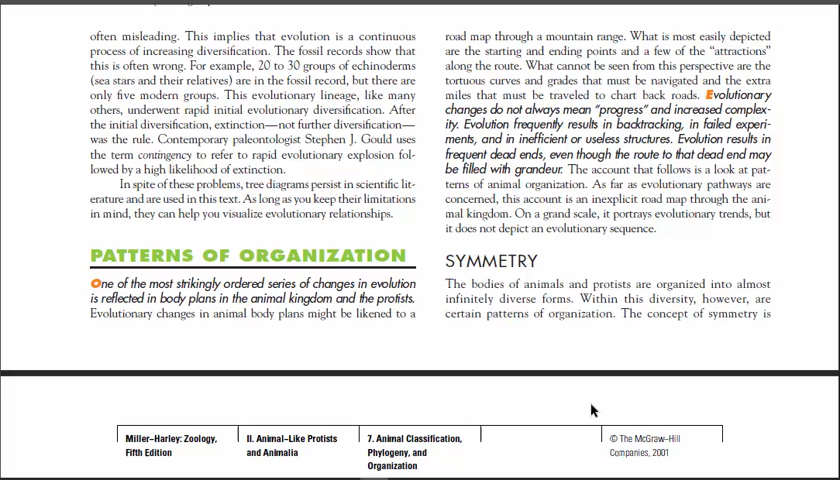 often misleading. This implies that evolution is a continuous
process of increasing diversification. The fossil records show that
this is often wrong. For example, 20 to 30 groups of echinoderms
(sea stars and their relatives) are in the fossil record, but there are
only five modern groups. This evolutionary lineage, like many
others, underwent rapid initial evolutionary diversification. After
the initial diversification, extinction—not further diversification—
was the rule. Contemporary paleontologist Stephen J. Gould uses
the term contingency to refer to rapid evolutionary explosion fol-
lowed by a high likelihood of extinction.
In spite of these problems, tree diagrams persist in scientific lit-
erature and are used in this text. As long as you keep their limitations
in mind, they can help you visualize evolutionary relationships.
PATTERNS OF ORGANIZATION
One of the most strikingly ordered series of changes in evolution
is reflected in body plans in the animal kingdom and the protists.
Evolutionary changes in animal body plans might be likened to a
road map through a mountain range. What is most easily depicted
are the starting and ending points and a few of the “attractions”
along the route. What cannot be seen from this perspective are the
tortuous curves and grades that must be navigated and the extra
miles that must be traveled to chart back roads. Evolutionary
changes do not always mean “progress” and increased complex-
ity. Evolution frequently results in backtracking, in failed experi-
ments, and in inefficient or useless structures. Evolution results in
frequent dead ends, even though the route to that dead end may
be filled with grandeur. The account that follows is a look at pat-
terns of animal organization. As far as evolutionary pathways are
concerned, this account is an inexplicit road map through the ani-
mal kingdom. On a grand scale, it portrays evolutionary trends, but
it does not depict an evolutionary sequence.
SYMMETRY
The bodies of animals and protists are organized into almost
infinitely diverse forms. Within this diversity, however, are
certain patterns of organization. The concept of symmetry is
Miller–Harley: Zoology,
Fifth Edition
II. Animal–Like Protists
and Animalia
7. Animal Classification,
Phylogeny, and
Organization
© The McGraw–Hill
Companies, 2001